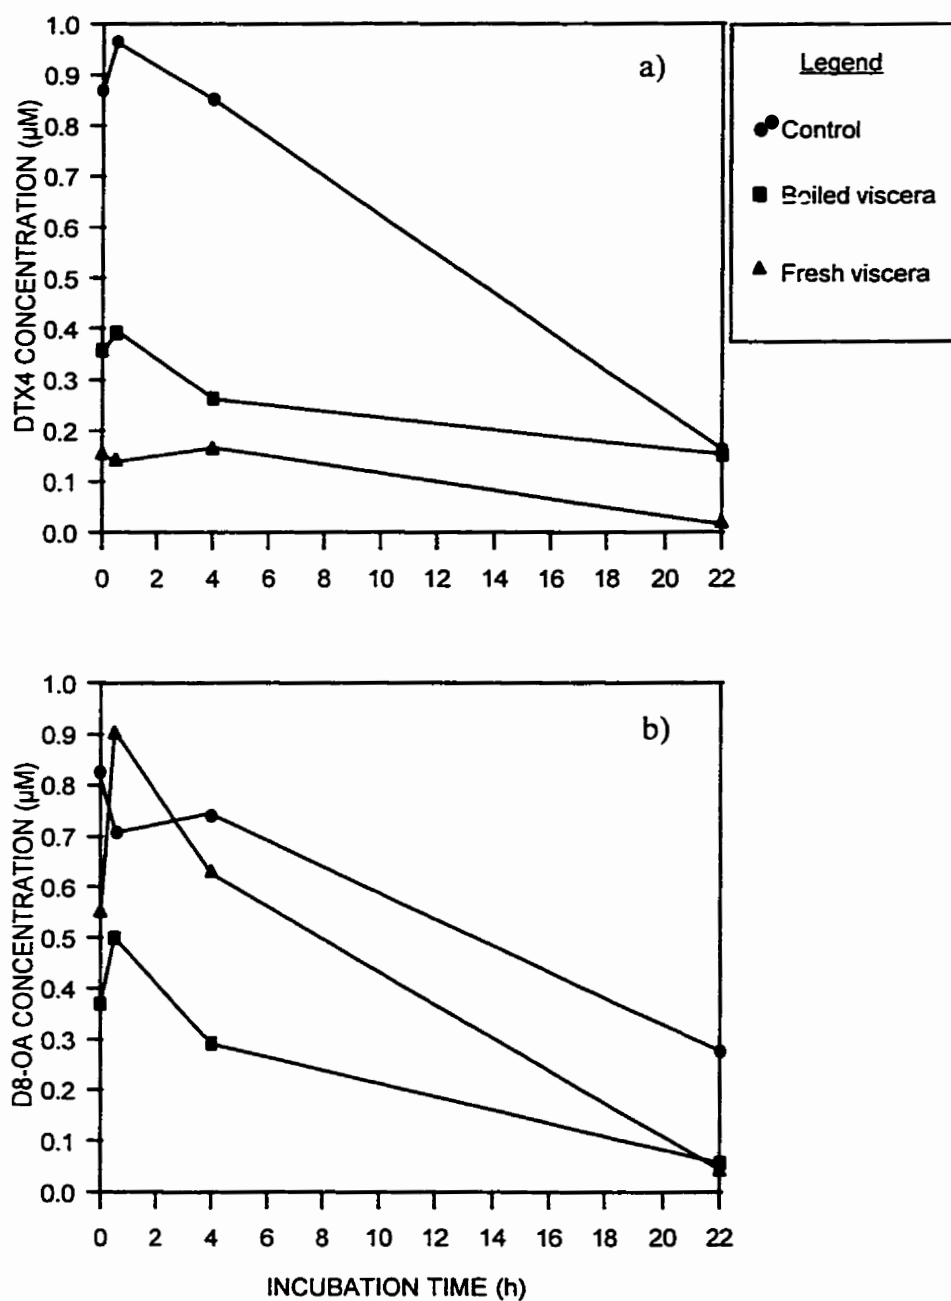 a)
1.0
0.9
0.8
0.7
0.6
0.5
0.4
0.3
0.2
0.1
0.0
DTX4 CONCENTRATION (µM)
0 2 4 6 8 10 12 14 16 18 20 22
Legend
Control
Boiled viscera
Fresh viscera
b)
1.0
0.9
0.8
0.7
0.6
0.5
0.4
0.3
0.2
0.1
0.0
D8-OA CONCENTRATION (µM)
0 2 4 6 8 10 12 14 16 18 20 22
INCUBATION TIME (h)